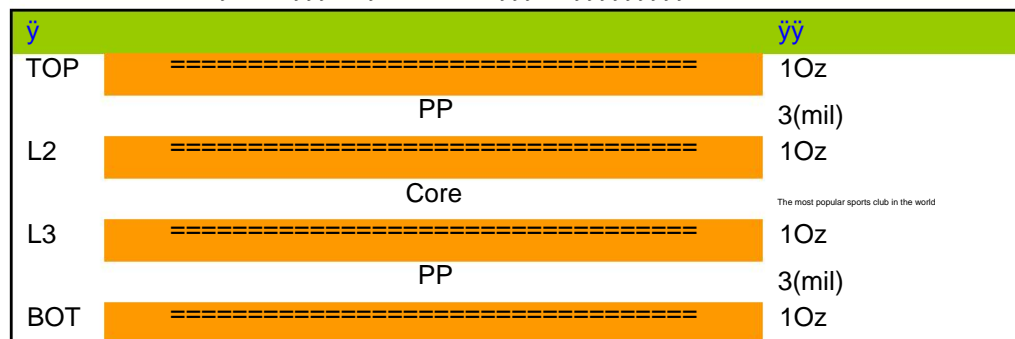 ÿ ÿÿ
TOP ================================== 1Oz
PP 3(mil)
L2 ================================== 1Oz
Core The most popular sports club in the world
L3 ================================== 1Oz
PP 3(mil)
BOT ================================== 1Oz